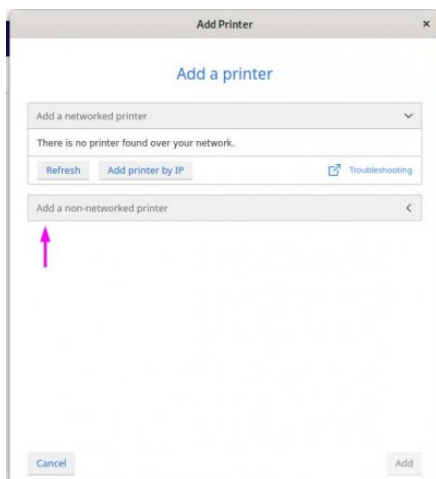 Add Printer
Add a printer
Add a networked printer
There is no printer found over your network.
Refresh Add printer by IP Troubleshooting
Add a non-networked printer
Cancel Add